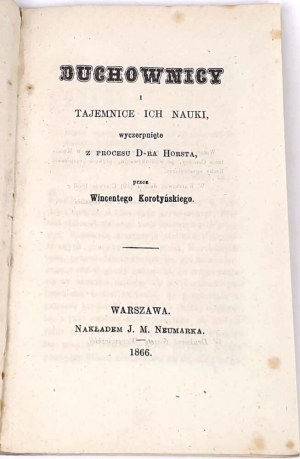 DUCHOWNICY
i
TAJEMNICE ICH NAUKI,
wyczerpnięte
Z PROCESU D-RA HORSTA,
przez
Wincentego Korotyńskiego.
WARSZAWA.
NAKŁADEM J. M. NEUMARKA.
1866.